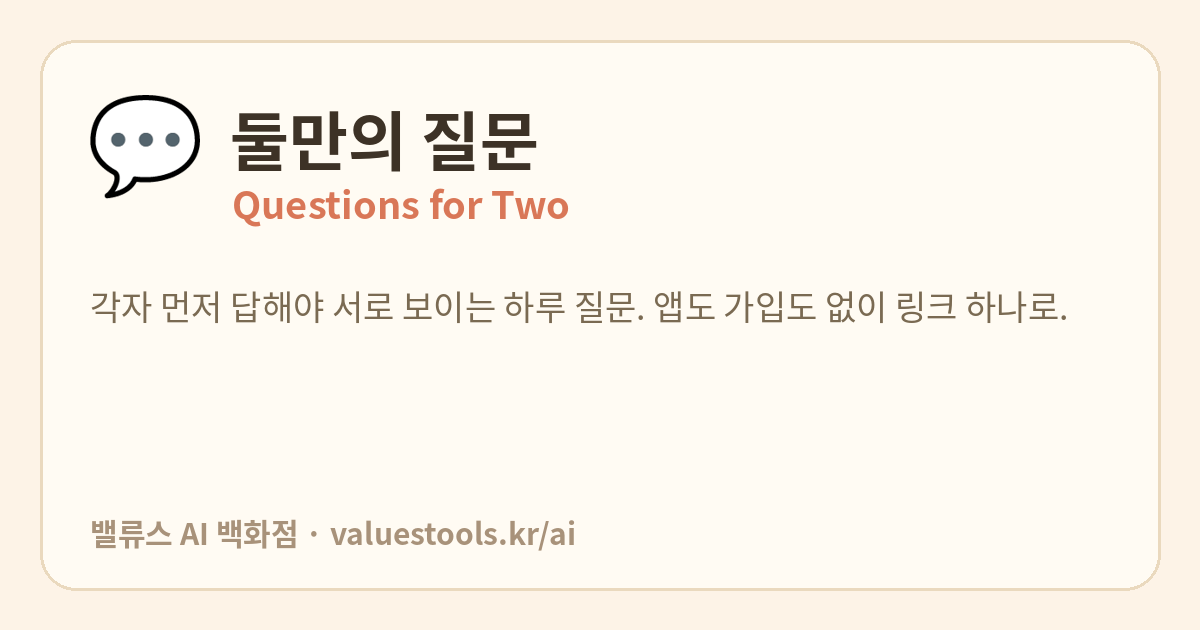 둘만의 질문
Questions for Two
각자 먼저 답해야 서로 보이는 하루 질문. 앱도 가입도 없이 링크 하나로.
밸류스 AI 백화점 · valuestools.kr/ai